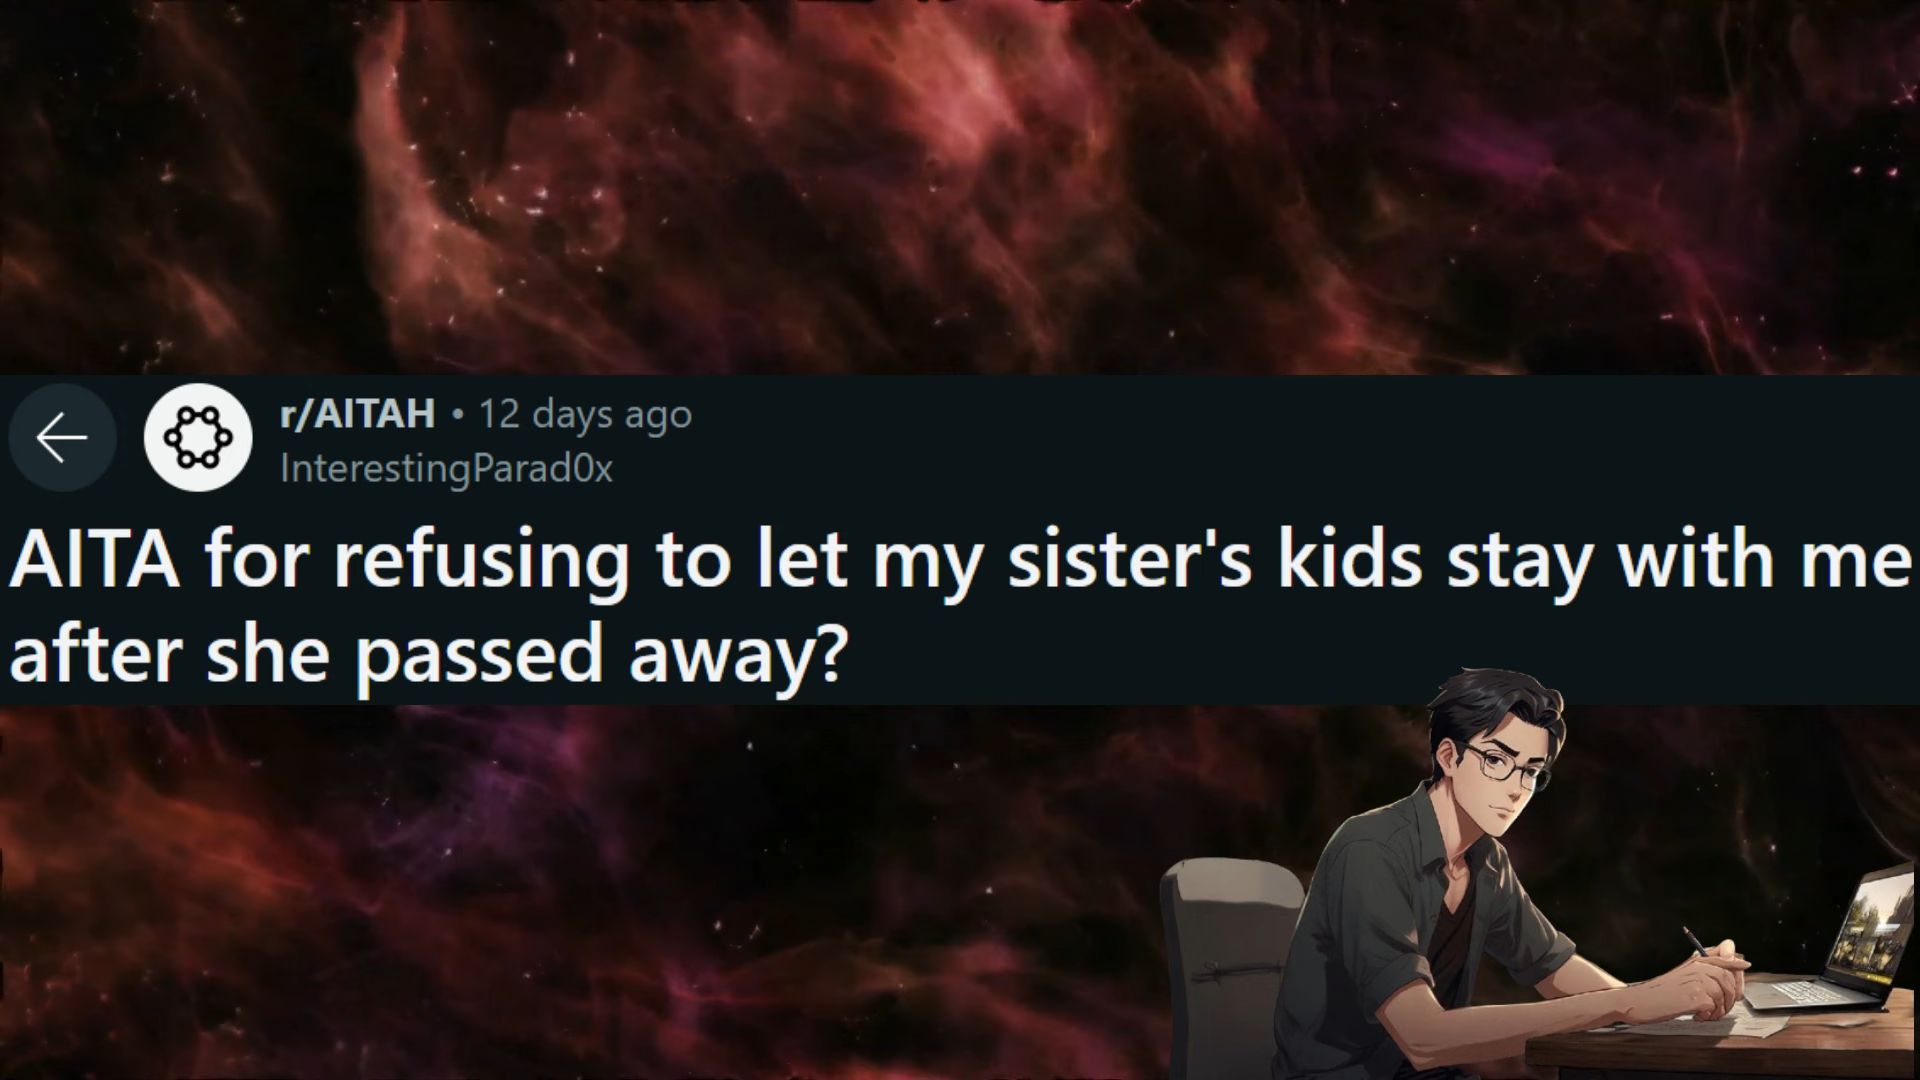 r/AITAH • 12 days ago
InterestingParad0x
AITA for refusing to let my sister's kids stay with me
after she passed away?